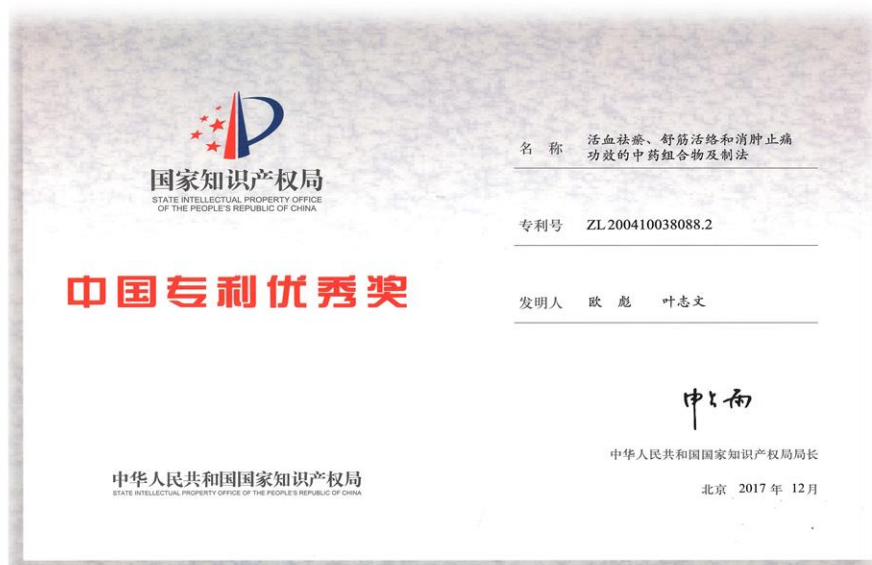 国家知识产权局
STATE INTELLECTUAL PROPERTY OFFICE
OF THE PEOPLE'S REPUBLIC OF CHINA
中国专利优秀奖
中华人民共和国国家知识产权局
STATE INTELLECTUAL PROPERTY OFFICE OF THE PEOPLE'S REPUBLIC OF CHINA
名 称 活血祛瘀、舒筋活络和消肿止痛
功效的中药组合物及制法
专利号 ZL 200410038088.2
发明人 欧 彪 叶志文
申长雨
中华人民共和国国家知识产权局局长
北京 2017 年 12 月